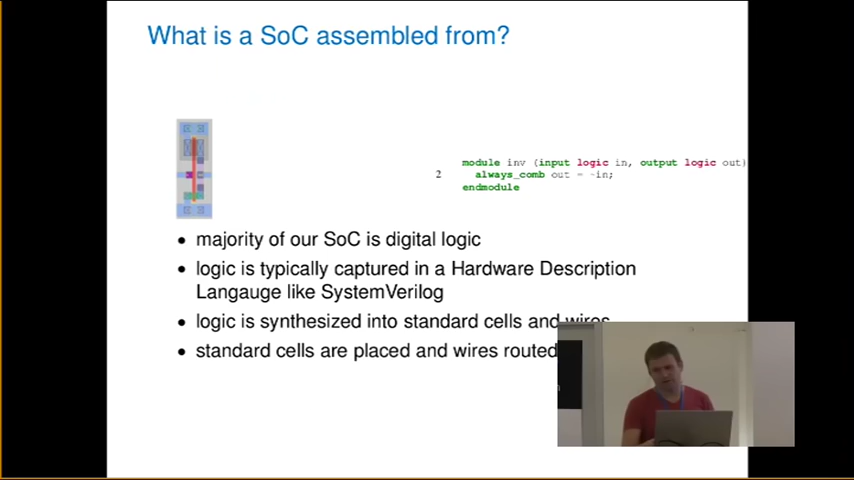 What is a SoC assembled from?
module inv (input logic in, output logic out)
2 always_comb out = ~in;
endmodule
• majority of our SoC is digital logic
• logic is typically captured in a Hardware Description
Langauge like SystemVerilog
• logic is synthesized into standard cells and wires
• standard cells are placed and wires routed